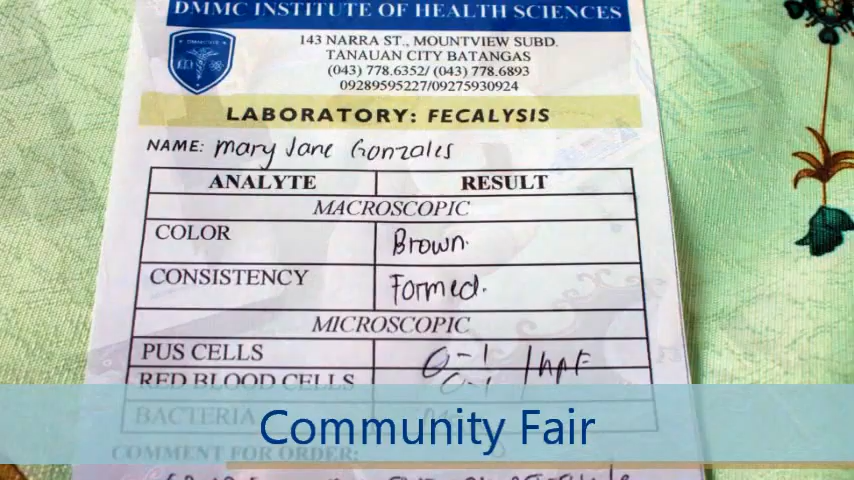 DMMC INSTITUTE OF HEALTH SCIENCES
143 NARRA ST., MOUNTVIEW SUBD.
TANAUAN CITY BATANGAS
(043) 778.6352/ (043) 778.6893
09289595227/09275930924
LABORATORY: FECALYSIS
NAME: Mary Jane Gonzales
ANALYTE RESULT
MACROSCOPIC
COLOR Brown.
CONSISTENCY Formed.
MICROSCOPIC
PUS CELLS 0-1 /hpf
RED BLOOD CELLS 0-1
BACTERIA
Community Fair
COMMENT FOR ORDER: